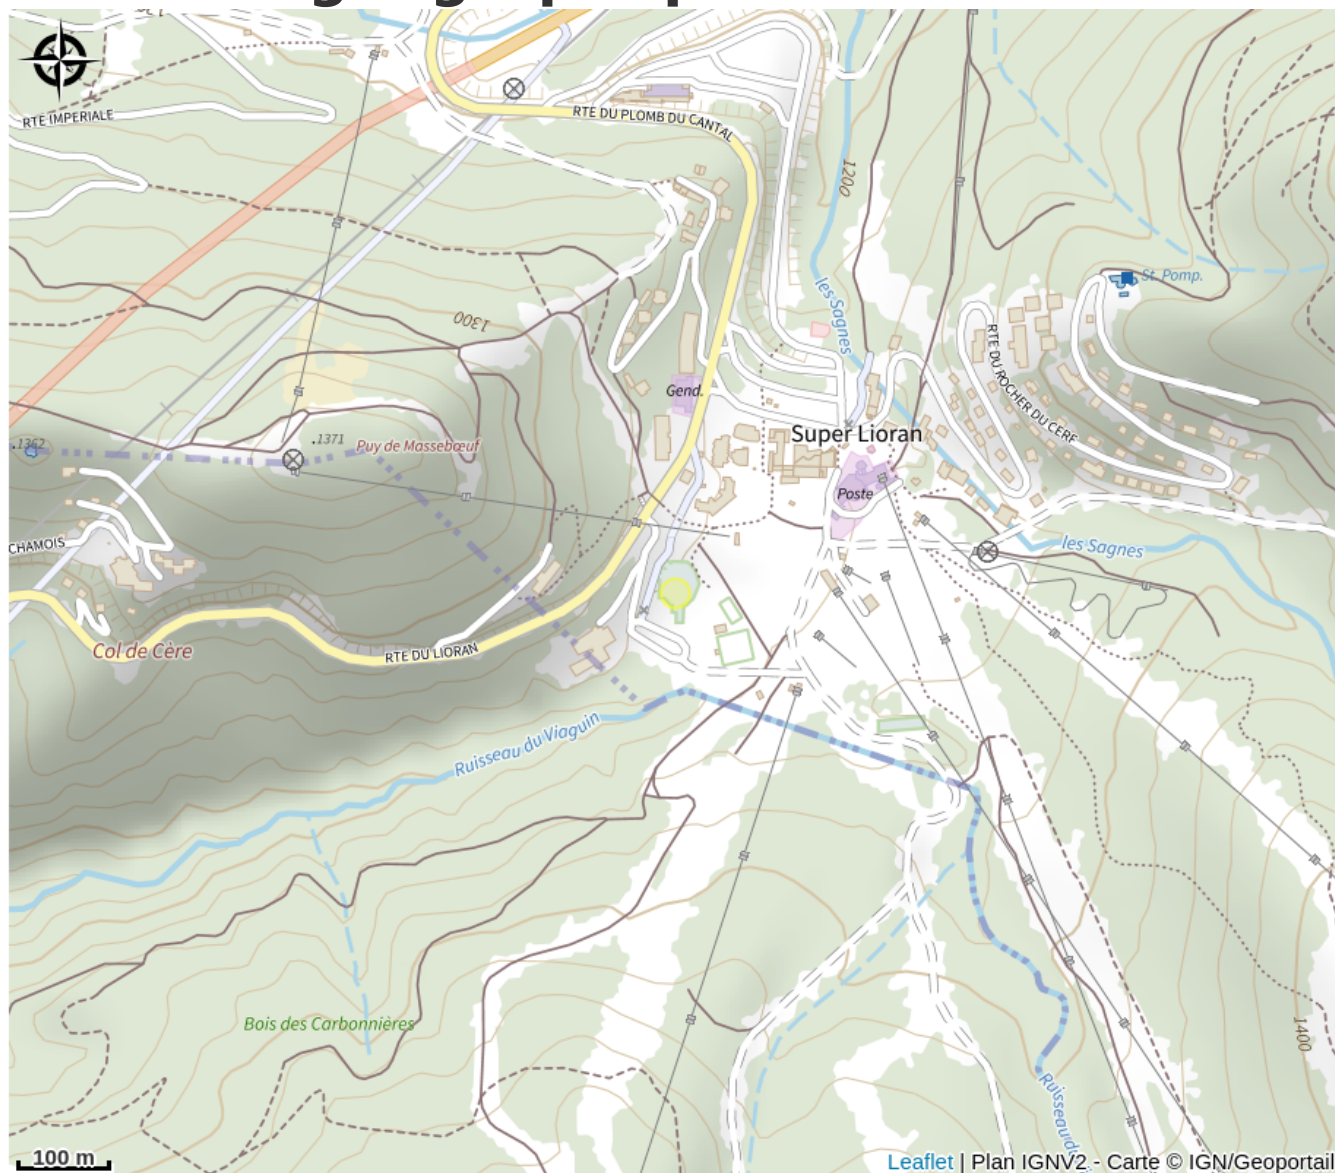 RTE IMPERIALE
RTE DU PLOMB DU CANTAL
1200
les Sagnes
St. Pomp.
1300
RTE DU ROCHER DU CERF
Gend.
Super Lioran
.1362
.1371
Puy de Massebœuf
Poste
CHAMOIS
les Sagnes
Col de Cère
RTE DU LIORAN
Ruisseau du Viaguin
Bois des Carbonnières
1400
Ruisseau de
100 m
Leaflet | Plan IGNV2 - Carte © IGN/Geoportail